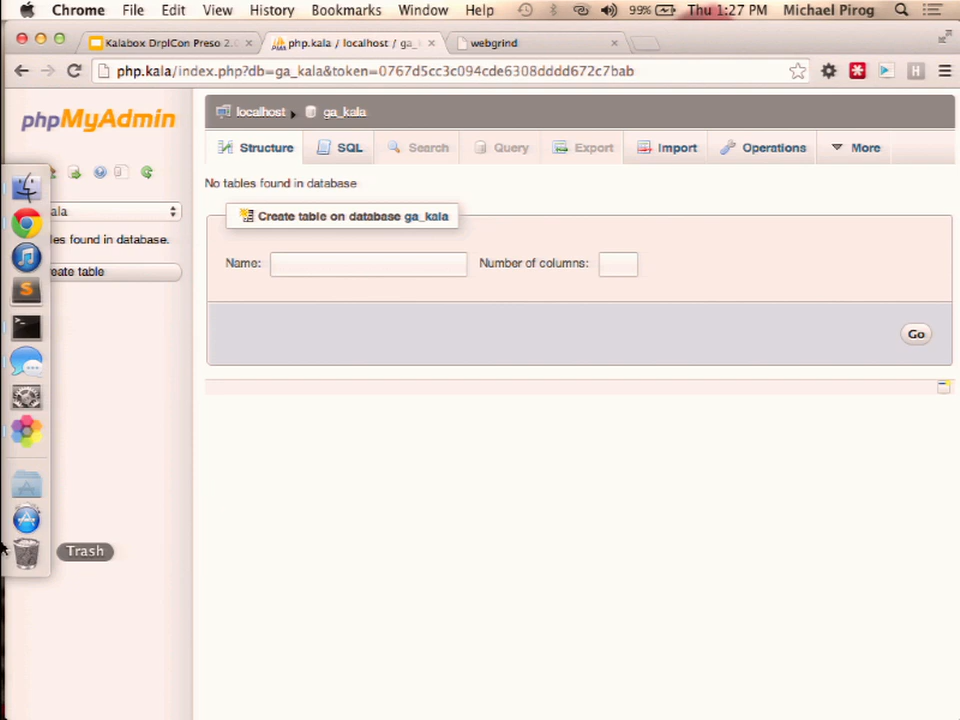 Chrome File Edit View History Bookmarks Window Help 99% Thu 1:27 PM Michael Pirog
Kalabox DrplCon Preso 2. php.kala / localhost / ga_ webgrind
php.kala/index.php?db=ga_kala&token=0767d5cc3c094cde6308dddd672c7bab
phpMyAdmin
localhost ga_kala
Structure SQL Search Query Export Import Operations More
No tables found in database
ala
les found in database.
Create table on database ga_kala
Name: Number of columns:
eate table
Go
Trash